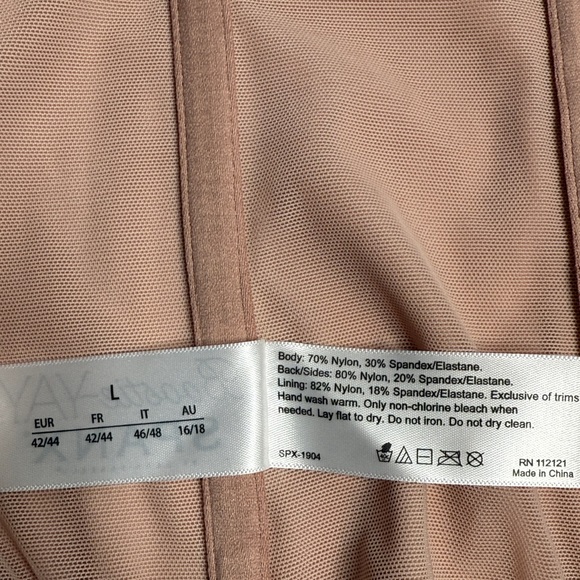 L
EUR FR IT AU
42/44 42/44 46/48 16/18
Body: 70% Nylon, 30% Spandex/Elastane.
Back/Sides: 80% Nylon, 20% Spandex/Elastane.
Lining: 82% Nylon, 18% Spandex/Elastane. Exclusive of trims
Hand wash warm. Only non-chlorine bleach when
needed. Lay flat to dry. Do not iron. Do not dry clean.
SPX-1904
RN 112121
Made in China